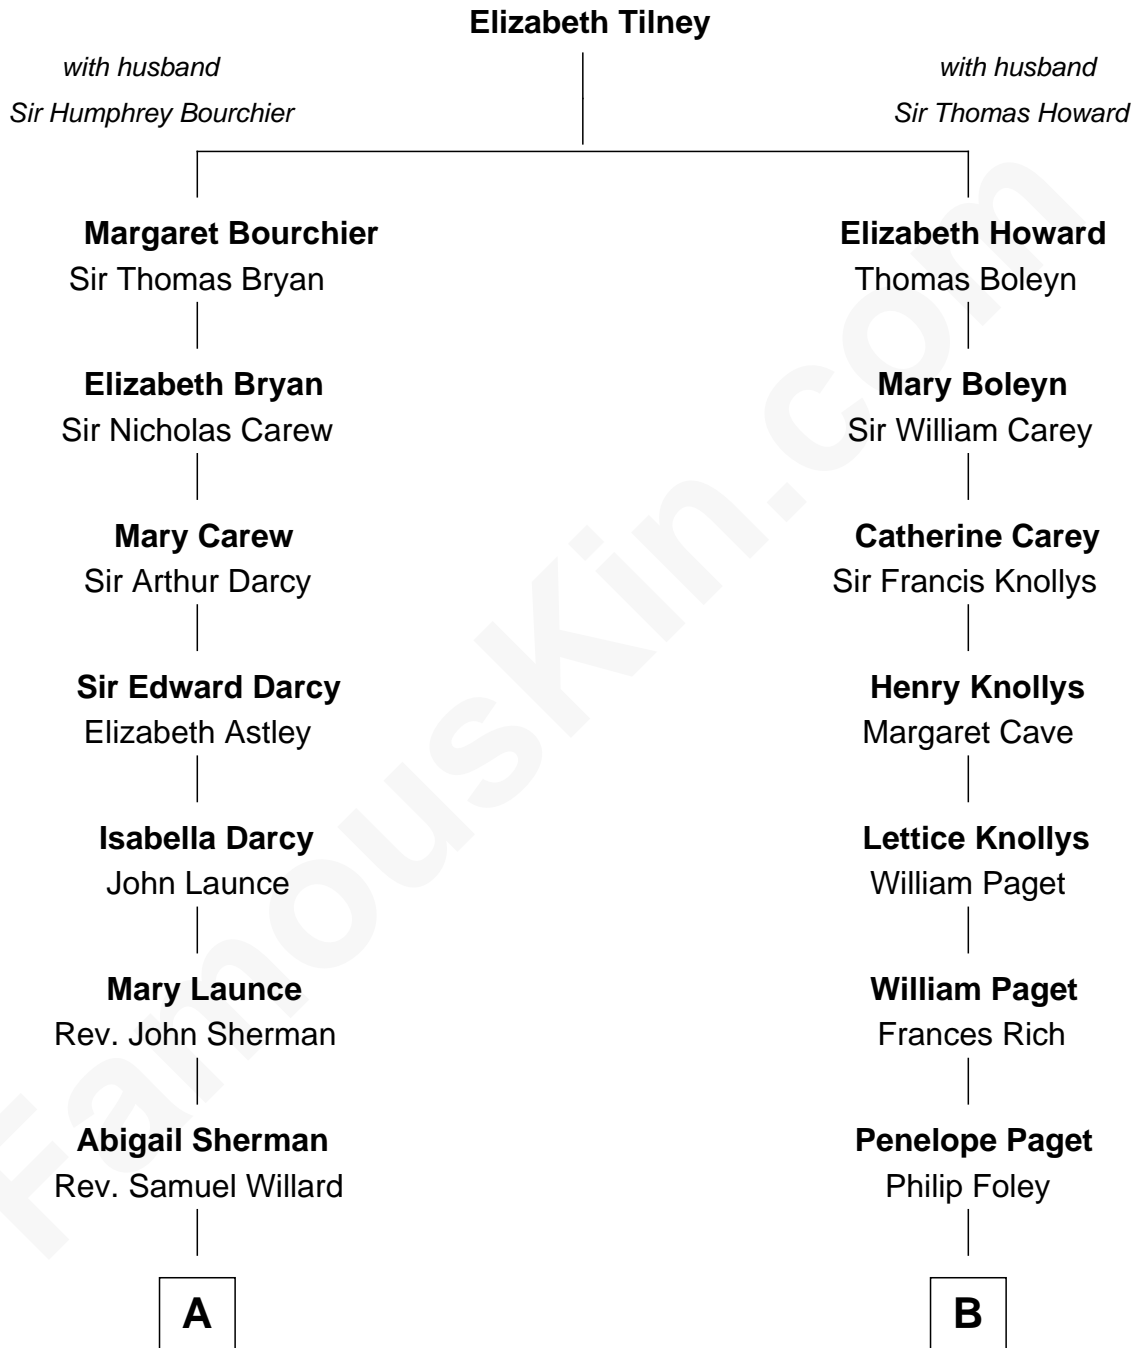 Elizabeth Tilney
with husband
Sir Humphrey Bourchier
with husband
Sir Thomas Howard
Margaret Bourchier
Sir Thomas Bryan
Elizabeth Bryan
Sir Nicholas Carew
Mary Carew
Sir Arthur Darcy
Sir Edward Darcy
Elizabeth Astley
Isabella Darcy
John Launce
Mary Launce
Rev. John Sherman
Abigail Sherman
Rev. Samuel Willard
A
Elizabeth Howard
Thomas Boleyn
Mary Boleyn
Sir William Carey
Catherine Carey
Sir Francis Knollys
Henry Knollys
Margaret Cave
Lettice Knollys
William Paget
William Paget
Frances Rich
Penelope Paget
Philip Foley
B
FamousKin.com